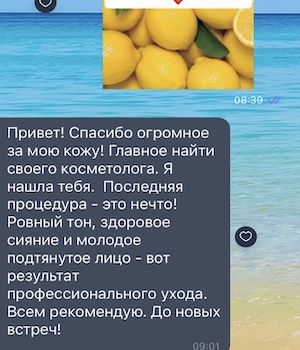 08:39
Привет! Спасибо огромное
за мою кожу! Главное найти
своего косметолога. Я
нашла тебя.  Последняя
процедура - это нечто!
Ровный тон, здоровое
сияние и молодое
подтянутое лицо - вот
результат
профессионального ухода.
Всем рекомендую. До новых
встреч!
09:01